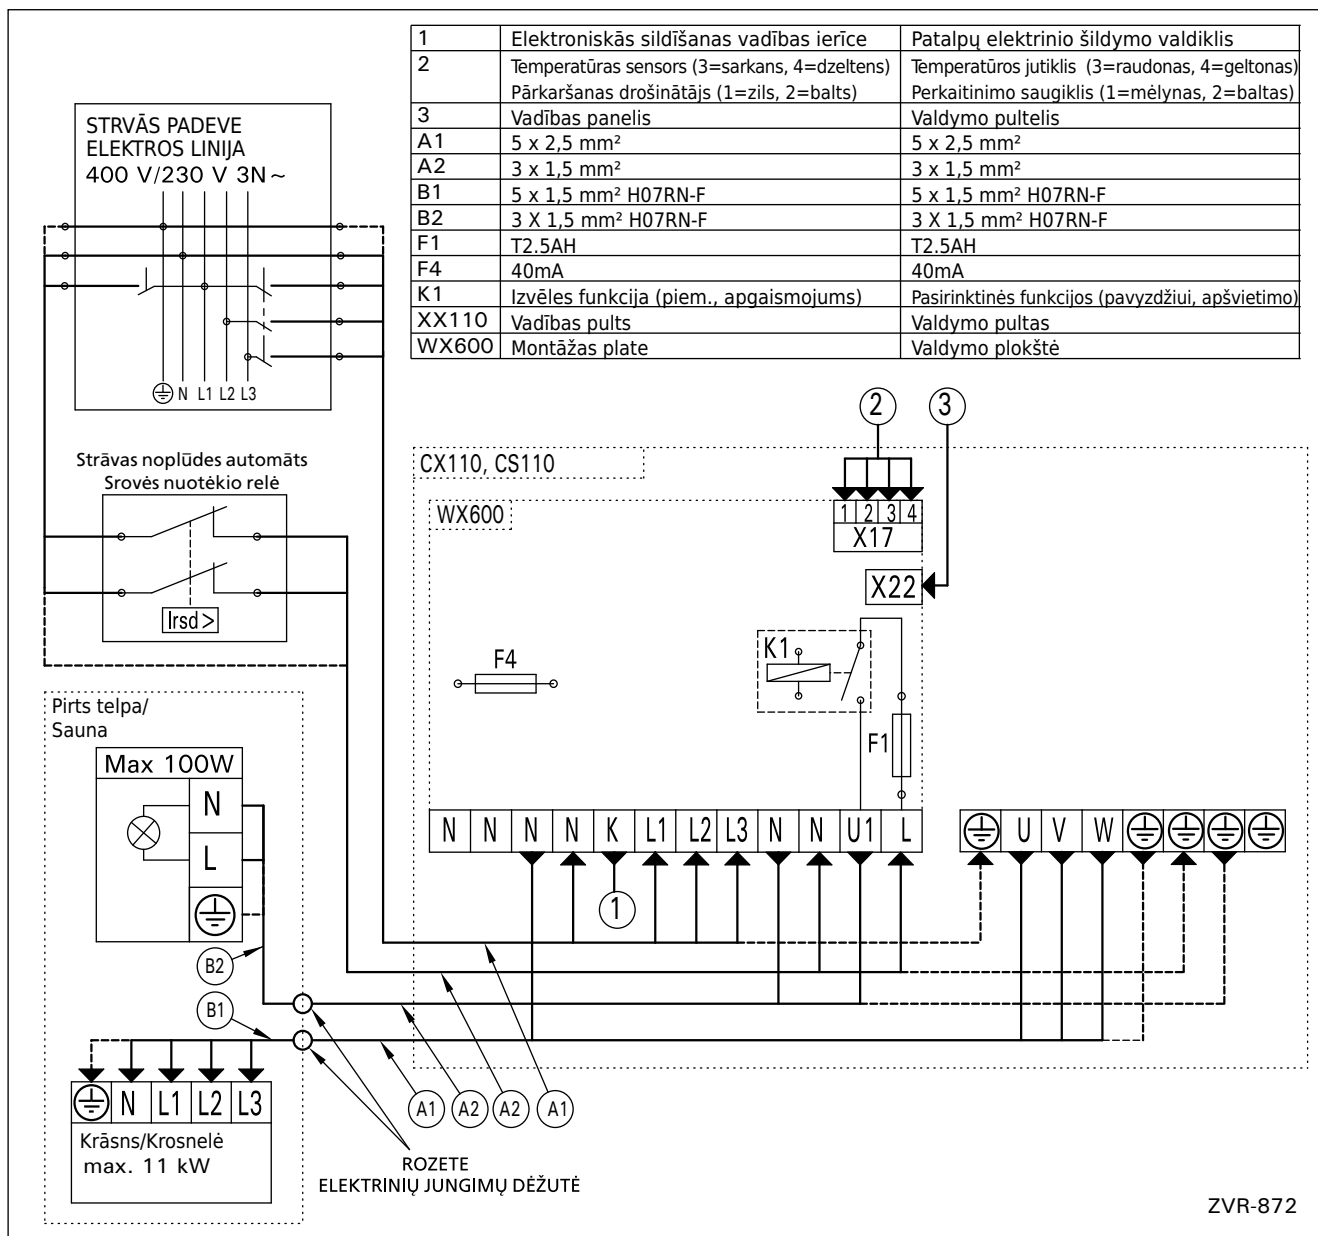 1 Elektroniskās sildīšanas vadības ierīce Patalpų elektrinio šildymo valdiklis
2 Temperatūras sensors (3=sarkans, 4=dzeltens) Temperatūros jutiklis (3=raudonas, 4=geltonas)
Pārkaršanas drošinātājs (1=zils, 2=balts) Perkaitinimo saugiklis (1=mėlynas, 2=baltas)
3 Vadības panelis Valdymo pultelis
A1 5 x 2,5 mm² 5 x 2,5 mm²
A2 3 x 1,5 mm² 3 x 1,5 mm²
B1 5 x 1,5 mm² H07RN-F 5 x 1,5 mm² H07RN-F
B2 3 X 1,5 mm² H07RN-F 3 X 1,5 mm² H07RN-F
F1 T2.5AH T2.5AH
F4 40mA 40mA
K1 Izvēles funkcija (piem., apgaismojums) Pasirinktinės funkcijos (pavyzdžiui, apšvietimo)
XX110 Vadības pults Valdymo pultas
WX600 Montāžas plate Valdymo plokštė
STRVĀS PADEVE
ELEKTROS LINIJA
400 V/230 V 3N~
N L1 L2 L3
Strāvas noplūdes automāts
Srovės nuotėkio relė
Irsd>
2 3
CX110, CS110
WX600
1 2 3 4
X17
X22
K1
F4
F1
N N N N K L1 L2 L3 N N U1 L
U V W
1
Pirts telpa/
Sauna
Max 100W
N
L
B2
B1
N L1 L2 L3
Krāsns/Krosnelė
max. 11 kW
A1 A2 A2 A1
ROZETE
ELEKTRINIŲ JUNGIMŲ DĖŽUTĖ
ZVR-872